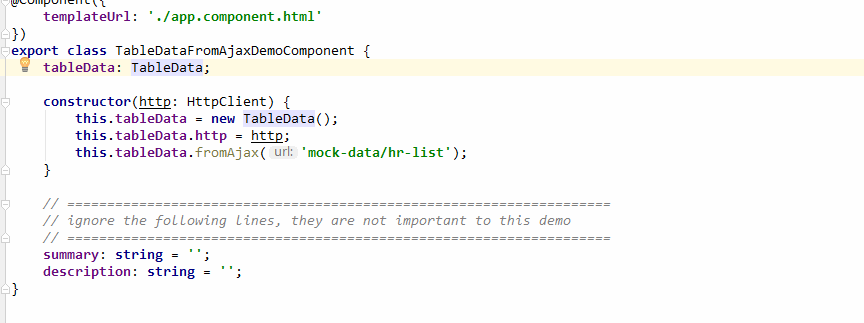 @Component({
    templateUrl: './app.component.html'
})
export class TableDataFromAjaxDemoComponent {
    tableData: TableData;
    constructor(http: HttpClient) {
        this.tableData = new TableData();
        this.tableData.http = http;
        this.tableData.fromAjax( url: 'mock-data/hr-list');
    }
    // ====================================================================
    // ignore the following lines, they are not important to this demo
    // ====================================================================
    summary: string = '';
    description: string = '';
}